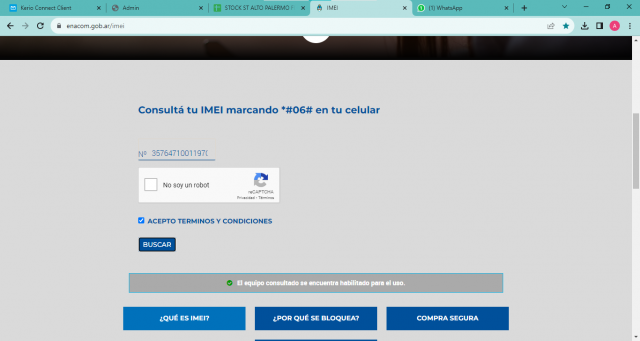 Kerio Connect Client
Admin
STOCK ST ALTO PALERMO
IMEI
(1) WhatsApp
enacom.gob.ar/imei
A
Consultá tu IMEI marcando *#06# en tu celular
Nº 3576471001197
No soy un robot
reCAPTCHA
Privacidad - Términos
ACEPTO TERMINOS Y CONDICIONES
BUSCAR
El equipo consultado se encuentra habilitado para el uso.
¿QUÉ ES IMEI?
¿POR QUÉ SE BLOQUEA?
COMPRA SEGURA